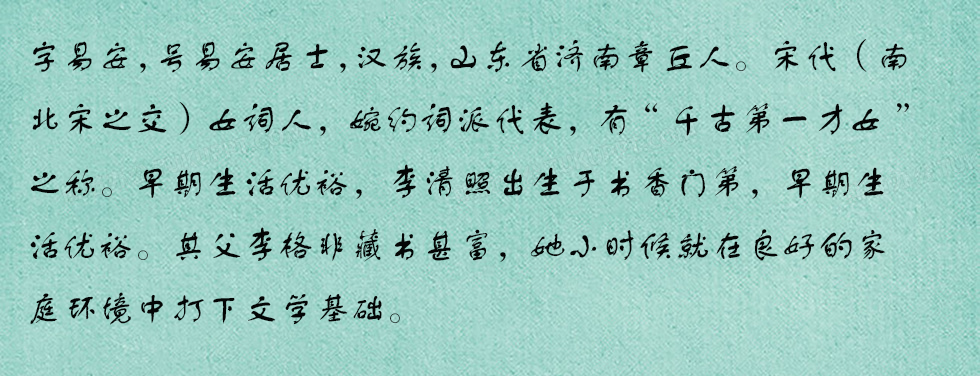 字易安,号易安居士,汉族,山东省济南章丘人。宋代（南
北宋之交）女词人，婉约词派代表，有“千古第一才女”
之称。早期生活优裕，李清照出生于书香门第，早期生
活优裕。其父李格非藏书甚富，她小时候就在良好的家
庭环境中打下文学基础。